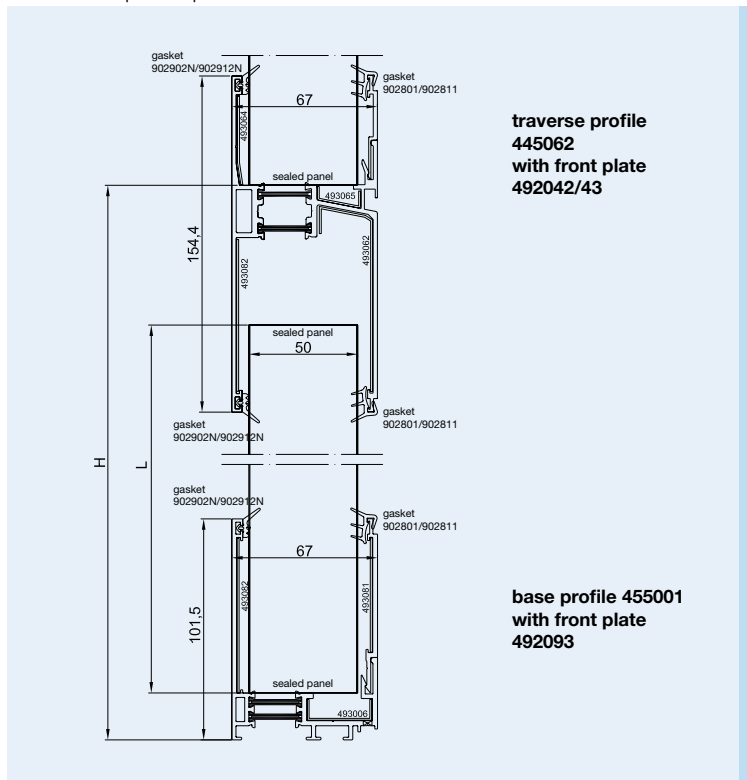 gasket
902902N/902912N
gasket
902801/902811
67
493064
sealed panel
493065
traverse profile
445062
with front plate
492042/43
154,4
493082
493062
sealed panel
50
gasket
902902N/902912N
gasket
902801/902811
H
L
gasket
902902N/902912N
gasket
902801/902811
67
493082
493081
101,5
sealed panel
493006
base profile 455001
with front plate
492093